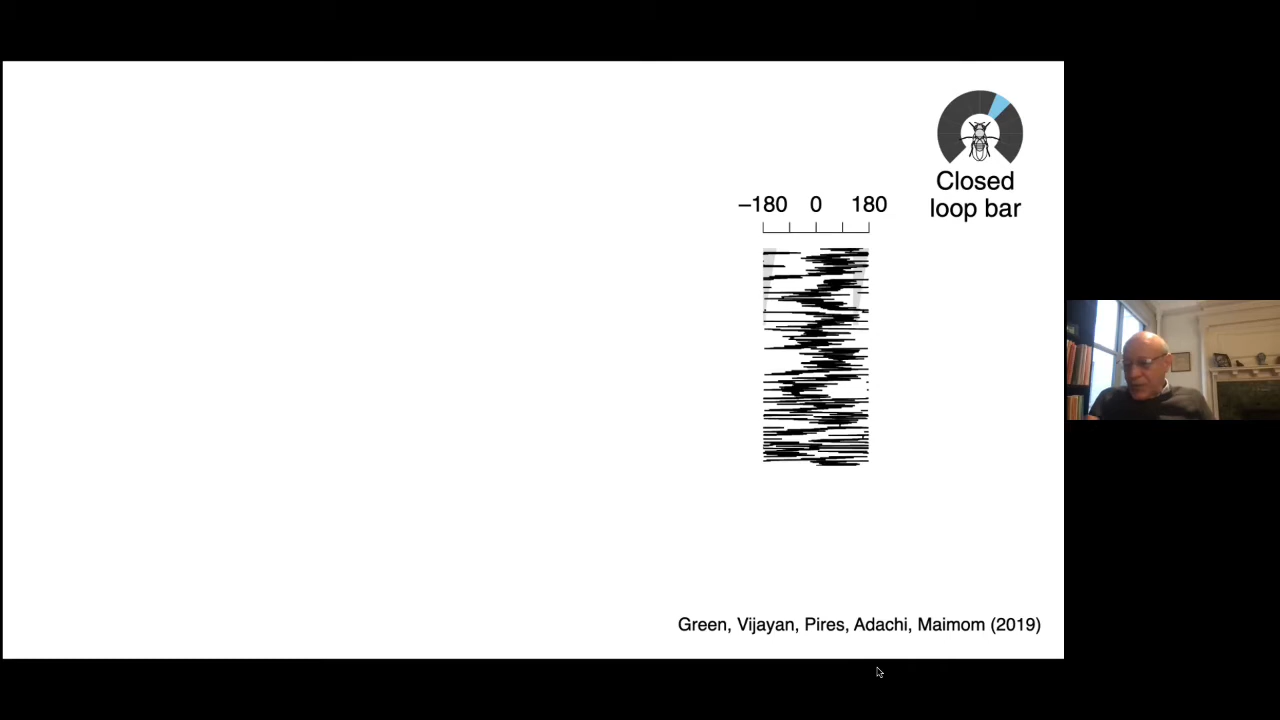 Closed
loop bar
–180 0 180
Green, Vijayan, Pires, Adachi, Maimom (2019)